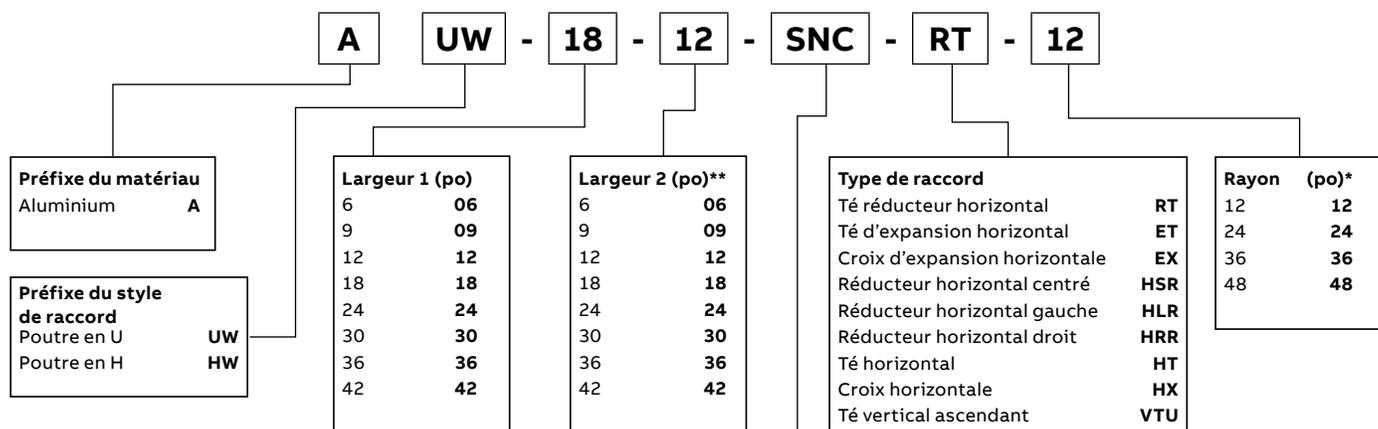 A UW - 18 - 12 - SNC - RT - 12
Préfixe du matériau
Aluminium A
Préfixe du style
de raccord
Poutre en U UW
Poutre en H HW
Largeur 1 (po)
6 06
9 09
12 12
18 18
24 24
30 30
36 36
42 42
Largeur 2 (po)**
6 06
9 09
12 12
18 18
24 24
30 30
36 36
42 42
Type de raccord
Té réducteur horizontal RT
Té d’expansion horizontal ET
Croix d’expansion horizontale EX
Réducteur horizontal centré HSR
Réducteur horizontal gauche HLR
Réducteur horizontal droit HRR
Té horizontal HT
Croix horizontale HX
Té vertical ascendant VTU
Rayon (po)*
12 12
24 24
36 36
48 48